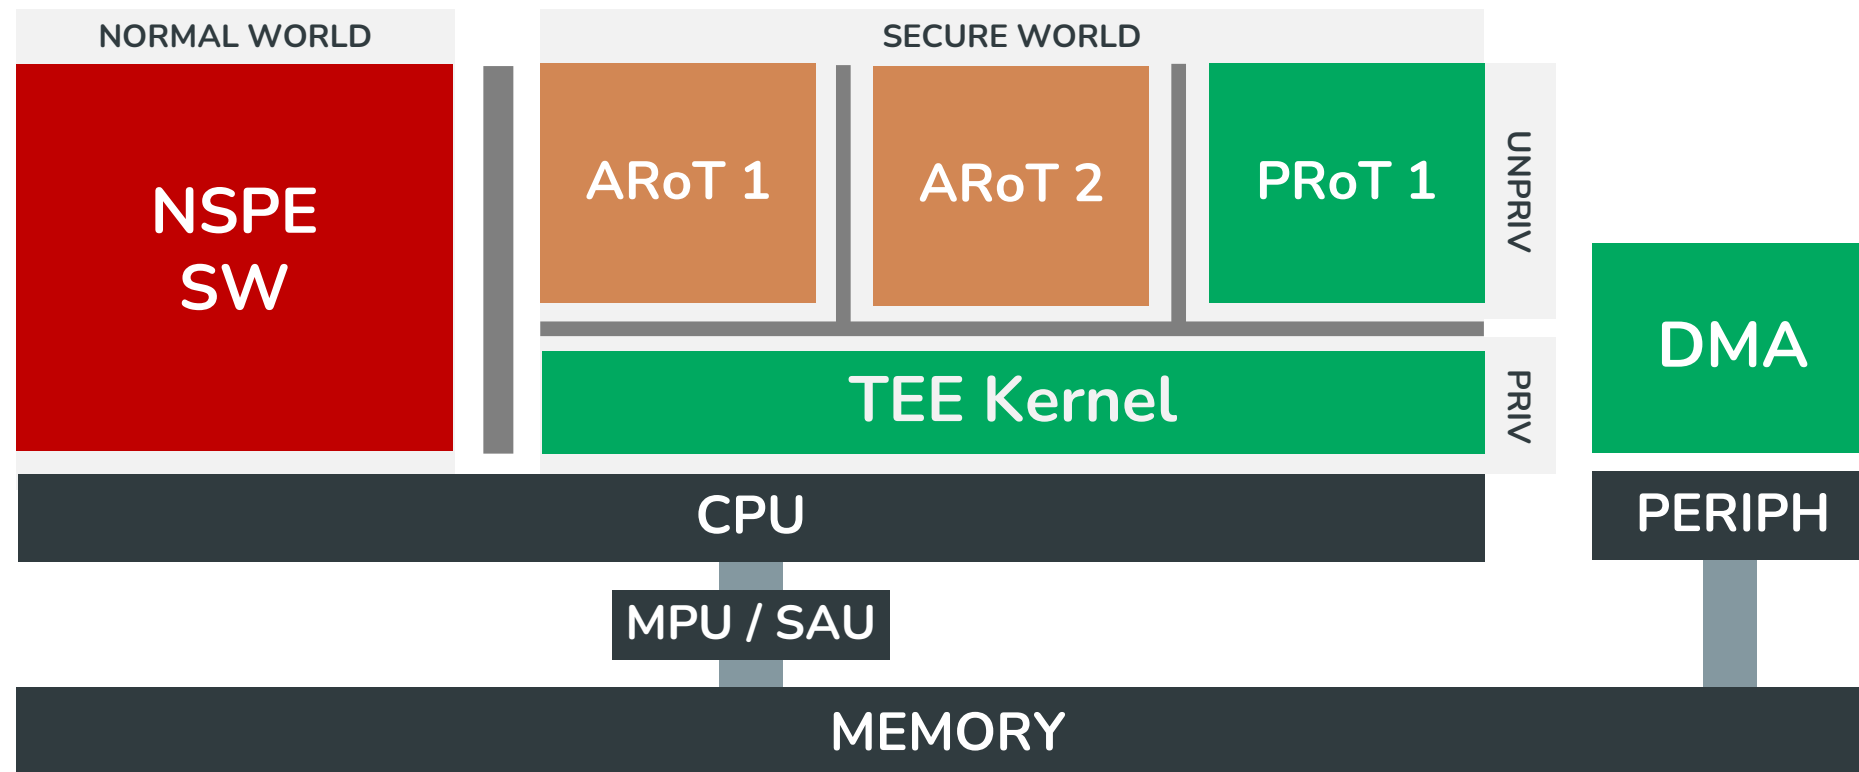 NORMAL WORLD
SECURE WORLD
NSPE
SW
ARoT 1
ARoT 2
PRoT 1
UNPRIV
TEE Kernel
PRIV
DMA
CPU
PERIPH
MPU / SAU
MEMORY